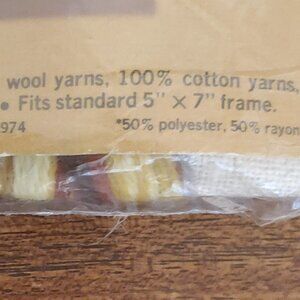 wool yarns, 100% cotton yarns,
• Fits standard 5" × 7" frame.
974 *50% polyester, 50% rayon